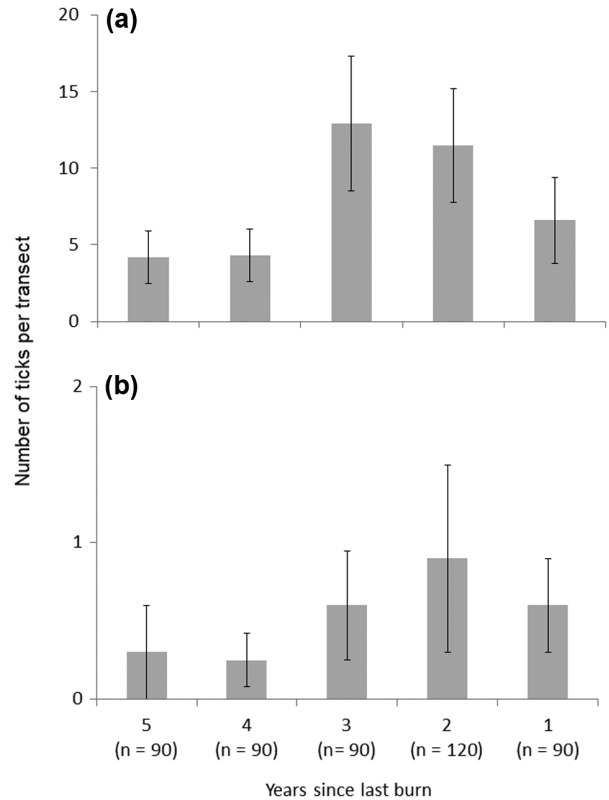 (a)
20
15
10
5
0
Number of ticks per transect
(b)
2
1
0
5 4 3 2 1
(n = 90) (n = 90) (n= 90) (n = 120) (n = 90)
Years since last burn